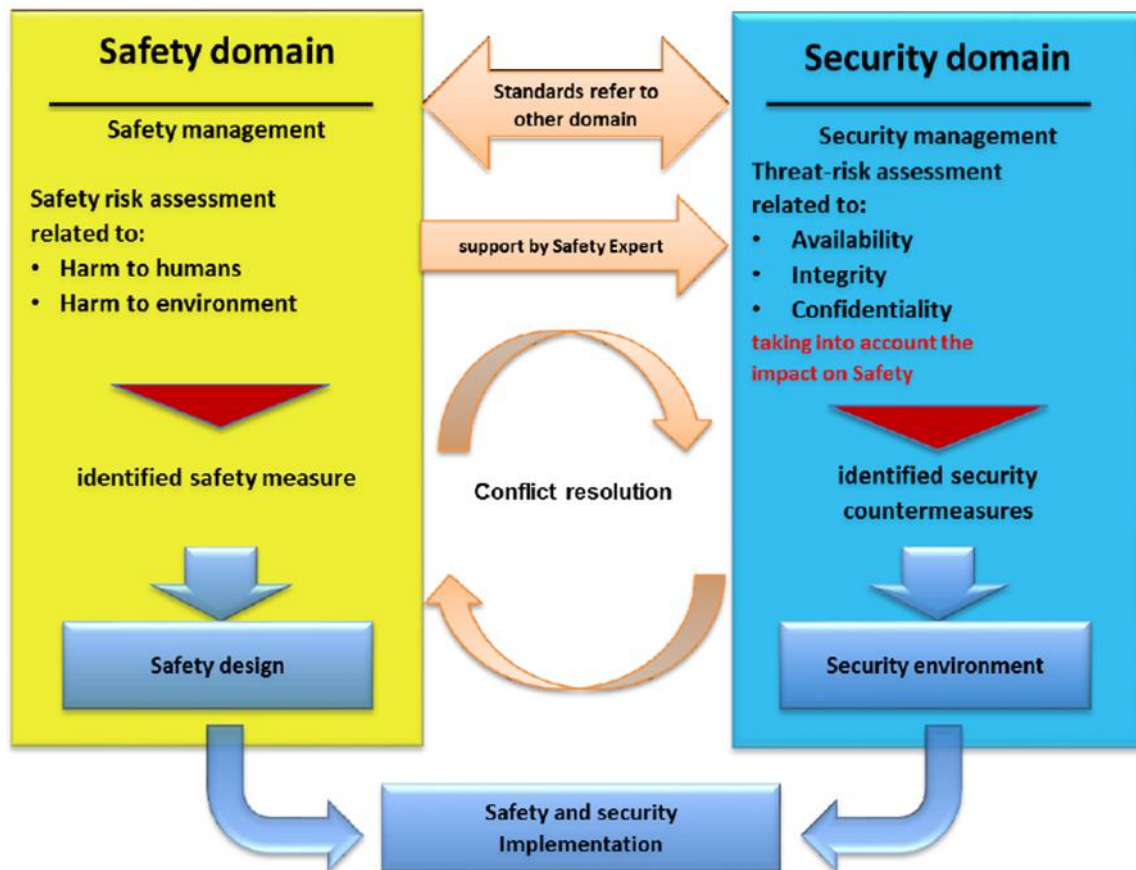 Safety domain
Safety management
Safety risk assessment
related to:
• Harm to humans
• Harm to environment
identified safety measure
Safety design
Standards refer to
other domain
support by Safety Expert
Conflict resolution
Security domain
Security management
Threat-risk assessment
related to:
• Availability
• Integrity
• Confidentiality
taking into account the
impact on Safety
identified security
countermeasures
Security environment
Safety and security
Implementation